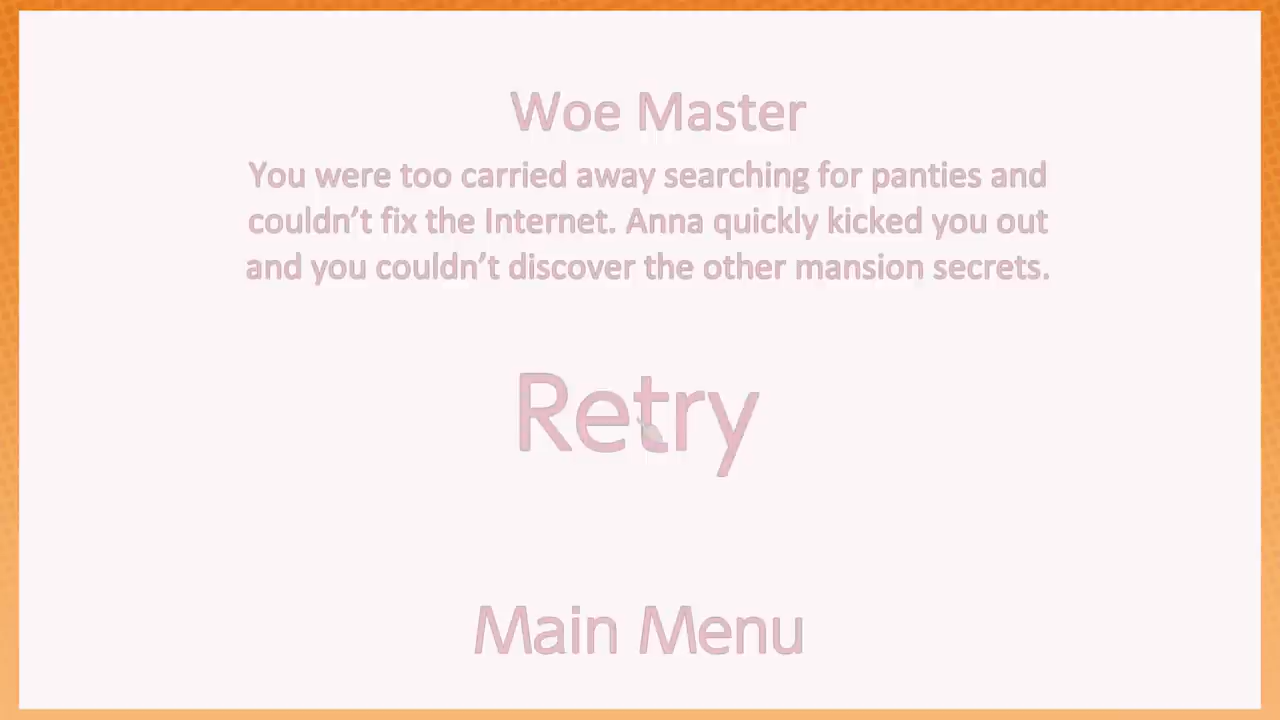 Woe Master
You were too carried away searching for panties and
couldn’t fix the Internet. Anna quickly kicked you out
and you couldn’t discover the other mansion secrets.
Retry
Main Menu